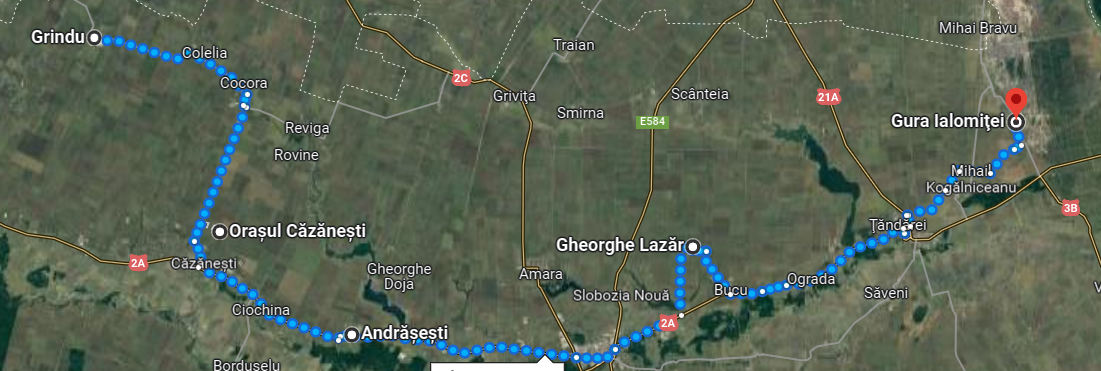 Mihai Bravu
Grindu
Colelia
Traian
2C
Cocora
Grivița
Smirna
Scânteia
21A
E584
Gura Ialomiței
Reviga
Rovine
Mihail
Kogălniceanu
3B
Orașul Căzănești
Țăndărei
Gheorghe Lazăr
2A
Căzănești
Gheorghe
Doja
Amara
Slobozia Nouă
Bucu
Ograda
Săveni
Ciochina
2A
Andrășești
Borduselu